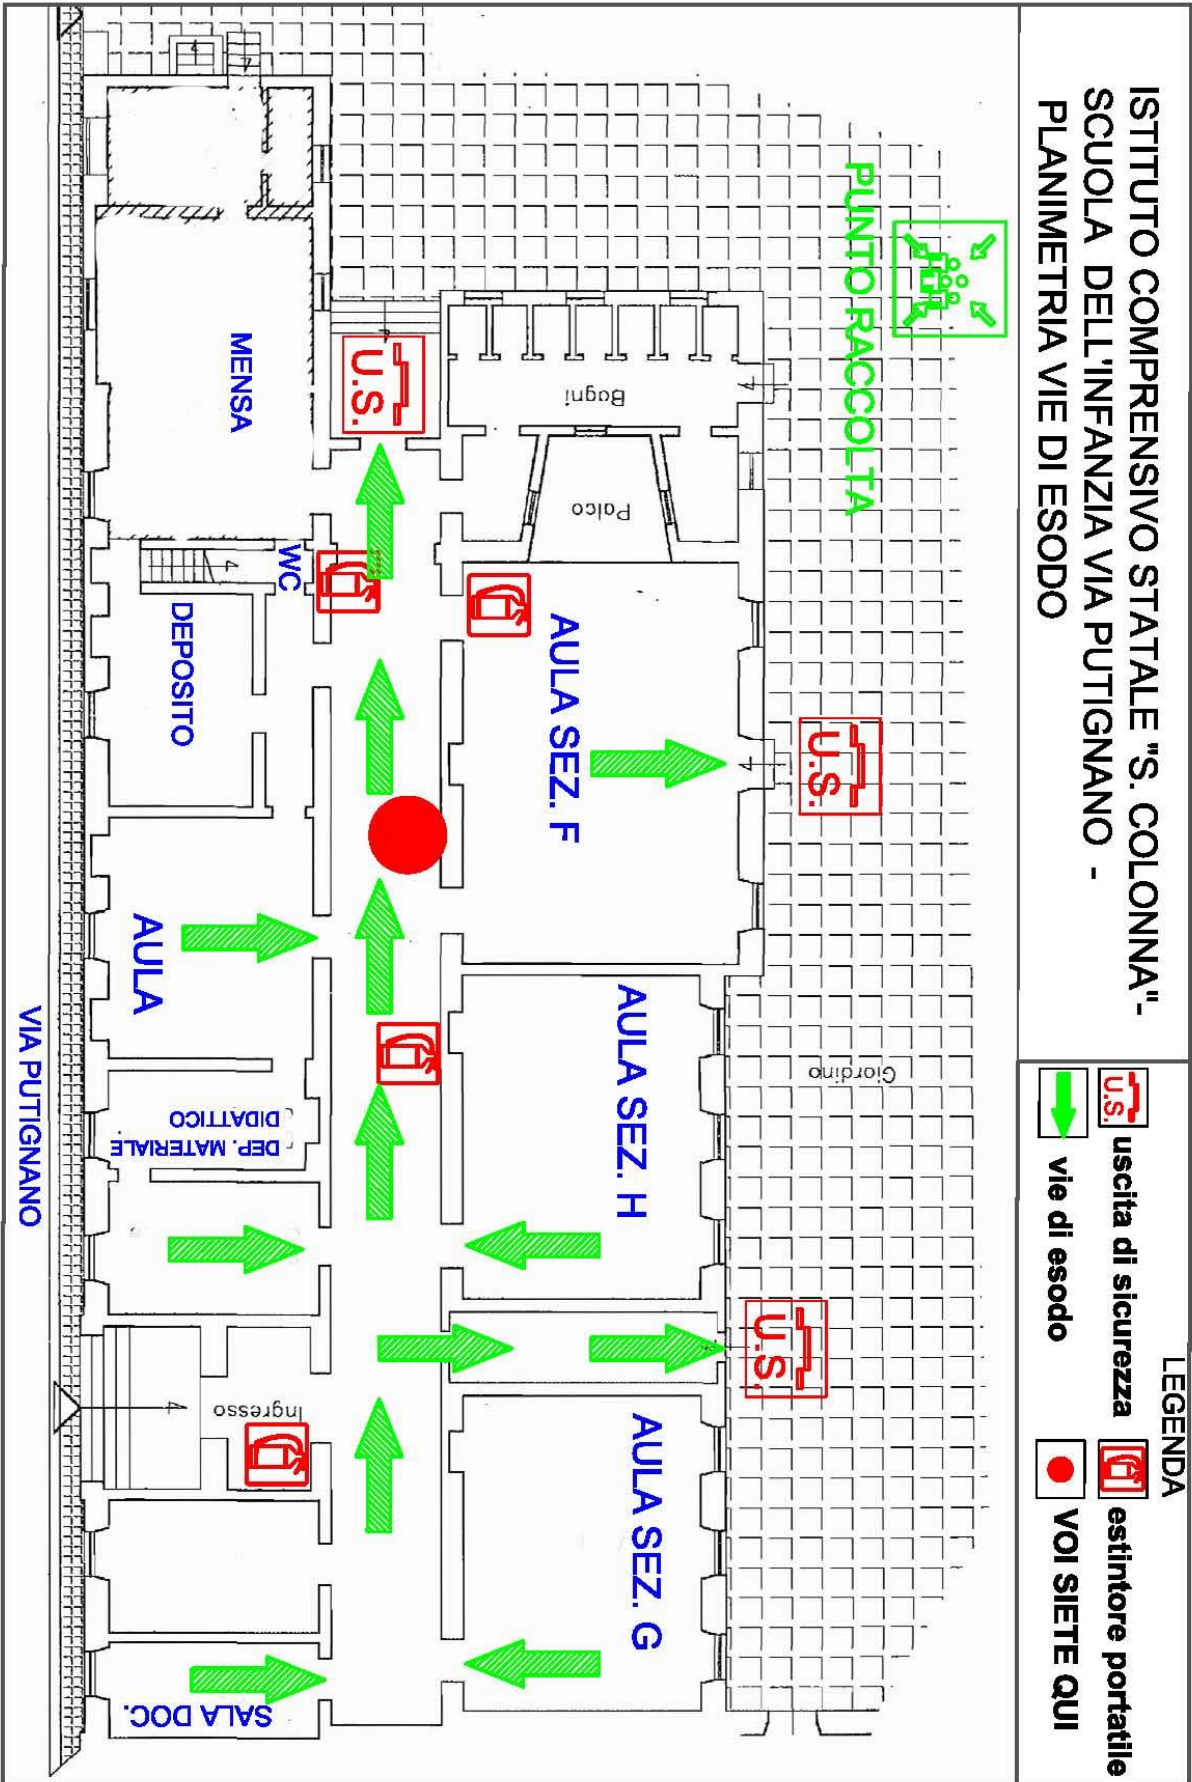 ISTITUTO COMPRENSIVO STATALE "S. COLONNA"-
SCUOLA DELL'INFANZIA VIA PUTIGNANO -
PLANIMETRIA VIE DI ESODO
LEGENDA
U.S. uscita di sicurezza
estintore portatile
vie di esodo
VOI SIETE QUI
PUNTO RACCOLTA
U.S.
U.S.
Giardino
Bagni
Palco
AULA SEZ. F
AULA SEZ. H
AULA SEZ. G
U.S.
MENSA
WC
DEPOSITO
AULA
DEP. MATERIALE
DIDATTICO
Ingresso
SALA DOC.
VIA PUTIGNANO